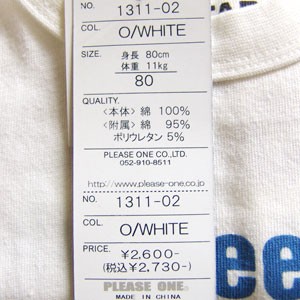 NO. 1311-02
COL. O/WHITE
SIZE. 身長 80cm
体重 11kg
80
QUALITY.
〈本体〉綿 100%
〈附属〉綿 95%
ポリウレタン 5%
PLEASE ONE CO.,LTD.
052-910-8511
http://www.please-one.co.jp
NO. 1311-02
COL. O/WHITE
PRICE. ¥2,600-
(税込¥2,730-)
PLEASE ONE.
MADE IN CHINA
ee